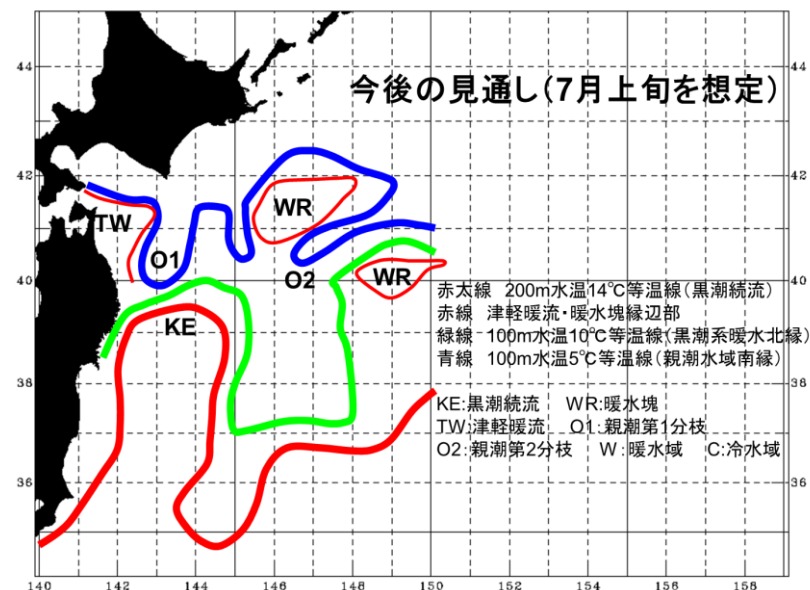 今後の見通し(7月上旬を想定)
44
44
42
42
WR
TW
O1
O2
WR
40
40
赤太線 200m水温14℃等温線(黒潮続流)
赤線 津軽暖流・暖水塊縁辺部
KE
緑線 100m水温10℃等温線(黒潮系暖水北縁)
青線 100m水温5℃等温線(親潮水域南縁)
38
38
KE:黒潮続流 WR:暖水塊
TW:津軽暖流 O1:親潮第1分枝
O2:親潮第2分枝 W:暖水域 C:冷水域
36
36
140 142 144 146 148 150 152 154 156 158